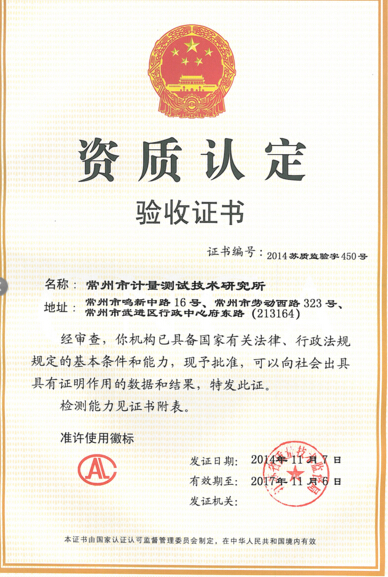 资质认定
验收证书
证书编号：2014苏质监验字450号
名称：常州市计量测试技术研究所
地址：常州市鸣新中路16号、常州市劳动西路323号、
常州市武进区行政中心府东路（213164）
经审查，你机构已具备国家有关法律、行政法规
规定的基本条件和能力，现予批准，可以向社会出具
具有证明作用的数据和结果，特发此证。
检测能力见证书附表。
准许使用徽标
CAL
发证日期：2014年11月7日
有效期至：2017年11月6日
发证机关：
本证书由国家认证认可监督管理委员会制定，在中华人民共和国境内有效